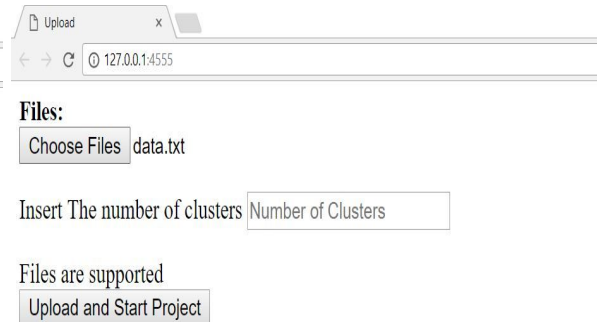 Upload
127.0.0.1:4555
Files:
Choose Files data.txt
Insert The number of clusters Number of Clusters
Files are supported
Upload and Start Project